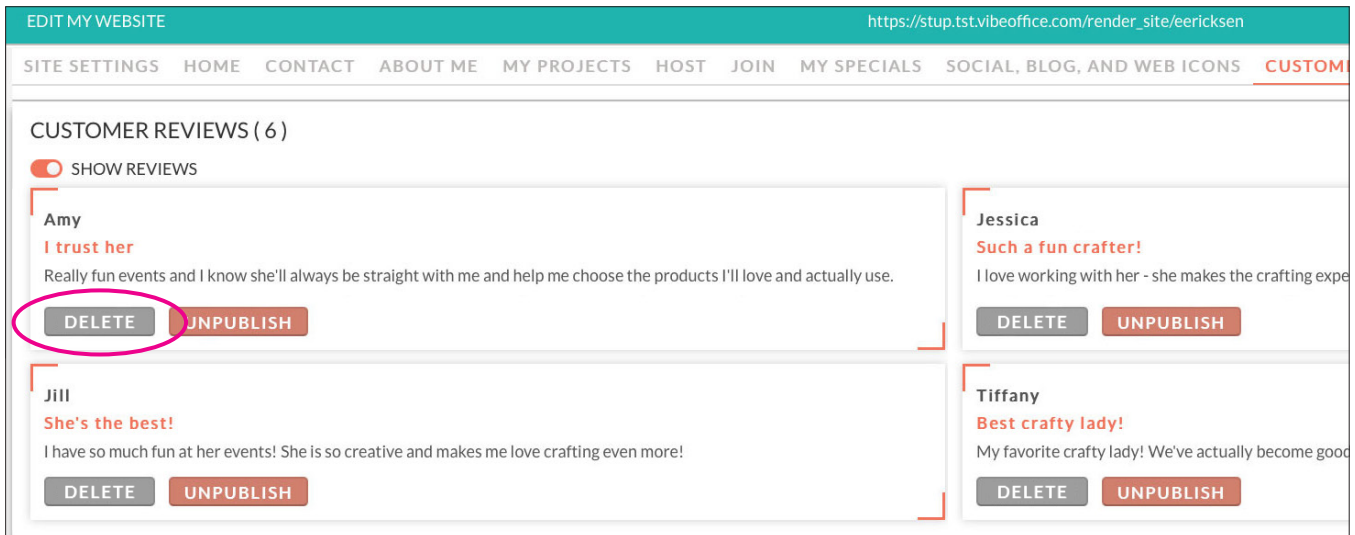 EDIT MY WEBSITE https://stup.tst.vibeoffice.com/render_site/eericksen
SITE SETTINGS HOME CONTACT ABOUT ME MY PROJECTS HOST JOIN MY SPECIALS SOCIAL, BLOG, AND WEB ICONS CUSTOM
CUSTOMER REVIEWS ( 6 )
SHOW REVIEWS
Amy
I trust her
Really fun events and I know she'll always be straight with me and help me choose the products I'll love and actually use.
DELETE UNPUBLISH
Jessica
Such a fun crafter!
I love working with her - she makes the crafting expe
DELETE UNPUBLISH
Jill
She's the best!
I have so much fun at her events! She is so creative and makes me love crafting even more!
DELETE UNPUBLISH
Tiffany
Best crafty lady!
My favorite crafty lady! We've actually become good
DELETE UNPUBLISH